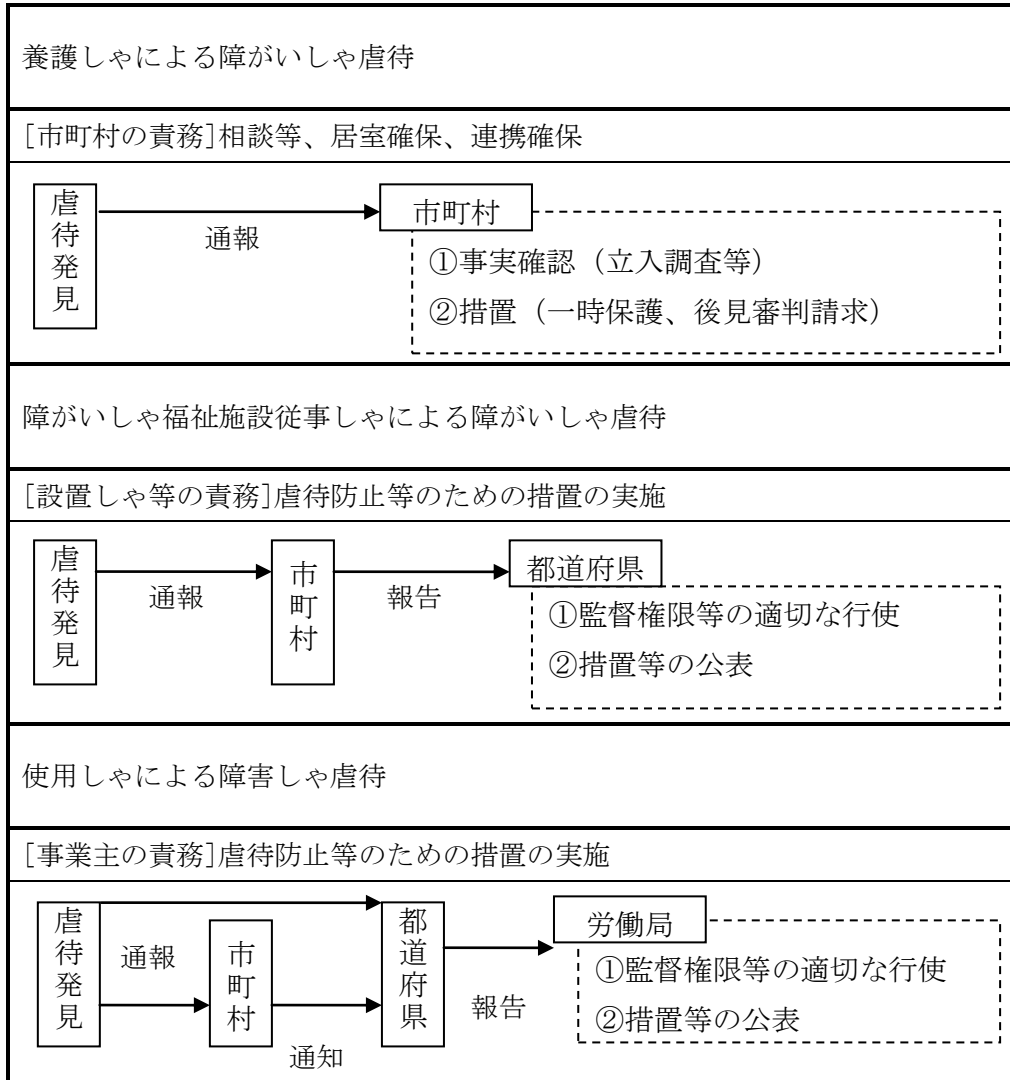 養護しゃによる障がいしゃ虐待
[市町村の責務]相談等、居室確保、連携確保
虐待発見
通報
市町村
①事実確認（立入調査等）
②措置（一時保護、後見審判請求）
障がいしゃ福祉施設従事しゃによる障がいしゃ虐待
[設置しゃ等の責務]虐待防止等のための措置の実施
虐待発見
通報
市町村
報告
都道府県
①監督権限等の適切な行使
②措置等の公表
使用しゃによる障害しゃ虐待
[事業主の責務]虐待防止等のための措置の実施
虐待発見
通報
市町村
通知
都道府県
報告
労働局
①監督権限等の適切な行使
②措置等の公表